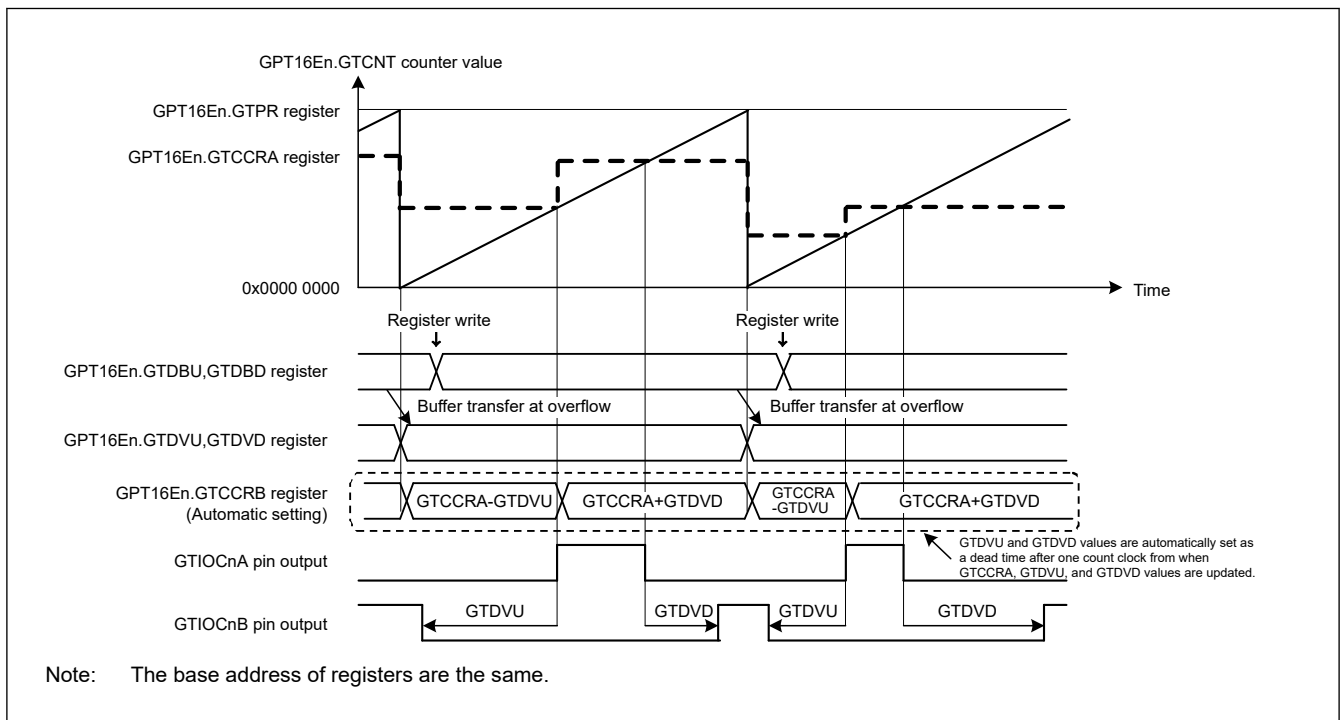 GPT16En.GTCNT counter value
GPT16En.GTPR register
GPT16En.GTCCRA register
0x0000 0000
Time
Register write
Register write
GPT16En.GTDBU,GTDBD register
Buffer transfer at overflow
Buffer transfer at overflow
GPT16En.GTDVU,GTDVD register
GPT16En.GTCCRB register
(Automatic setting)
GTCCRA-GTDVU
GTCCRA+GTDVD
GTCCRA
-GTDVU
GTCCRA+GTDVD
GTDVU and GTDVD values are automatically set as
a dead time after one count clock from when
GTCCRA, GTDVU, and GTDVD values are updated.
GTIOCnA pin output
GTDVU
GTDVD
GTDVU
GTDVD
GTIOCnB pin output
Note: The base address of registers are the same.